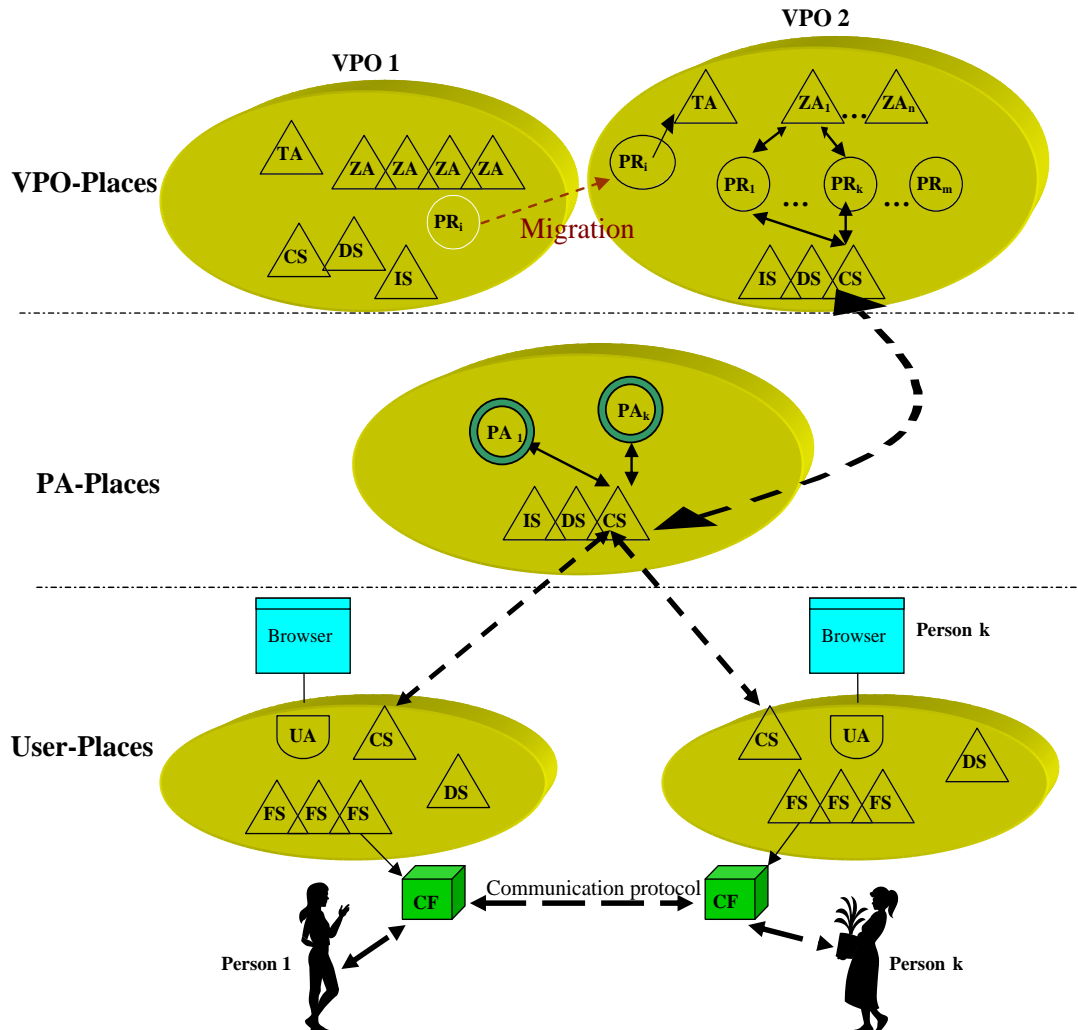 VPO 1
VPO 2
VPO-Places
TA
ZA
ZA
ZA
ZA
PRi
CS
DS
IS
Migration
TA
ZA1
...
ZAn
PRi
PR1
...
PRk
...
PRm
IS
DS
CS
PA-Places
PA 1
PAk
IS
DS
CS
User-Places
Browser
UA
CS
DS
FS
FS
FS
Browser
Person k
CS
UA
DS
FS
FS
FS
CF
Communication protocol
CF
Person 1
Person k